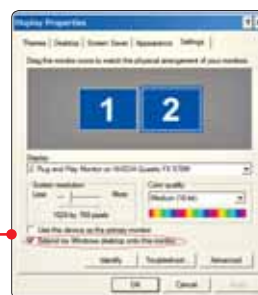 Display Properties
Themes Desktop Screen Saver Appearance Settings
Drag the monitor icons to match the physical arrangement of your monitors.
1 2
Display:
2. Plug and Play Monitor on NVIDIA Quadro FX
Screen resolution Color quality
Less More Medium (16 bit)
1024 by 768 pixels
Use this device as the primary monitor
Extend my Windows desktop onto this monitor
Identify Troubleshoot Advanced
OK Cancel Apply